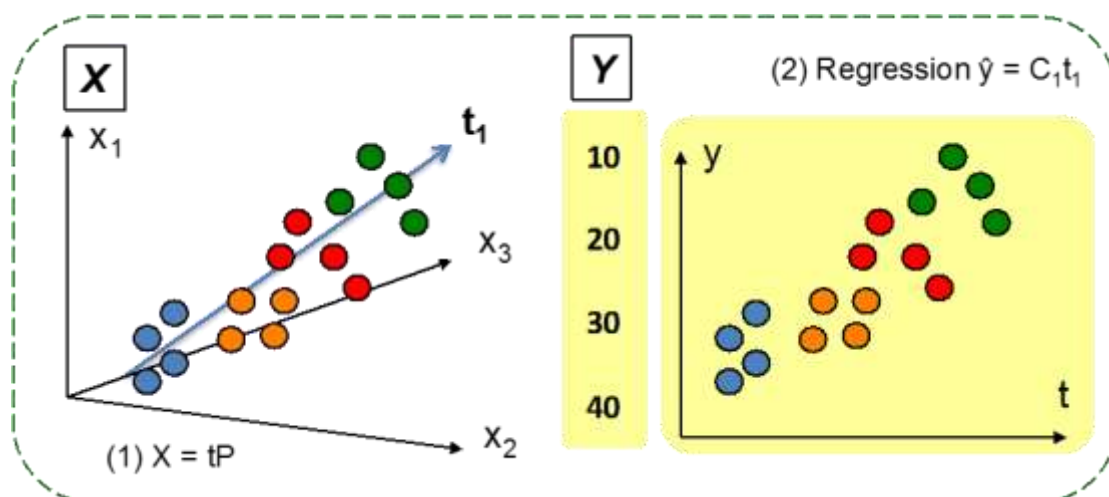 X
x₁
t₁
x₃
x₂
(1) X = tP
Y
(2) Regression ŷ = C₁t₁
10
20
30
40
y
t